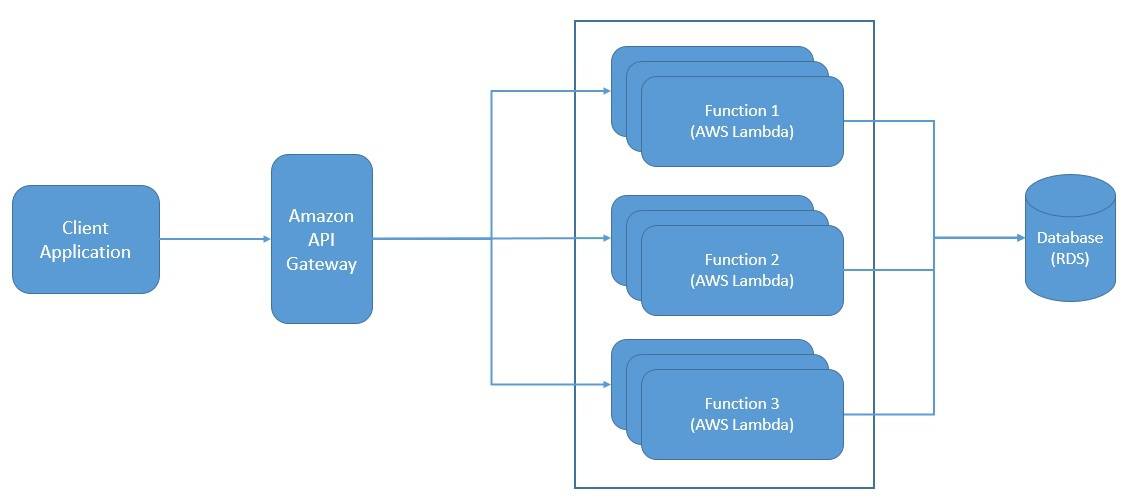 Client
Application
Amazon
API
Gateway
Function 1
(AWS Lambda)
Function 2
(AWS Lambda)
Function 3
(AWS Lambda)
Database
(RDS)